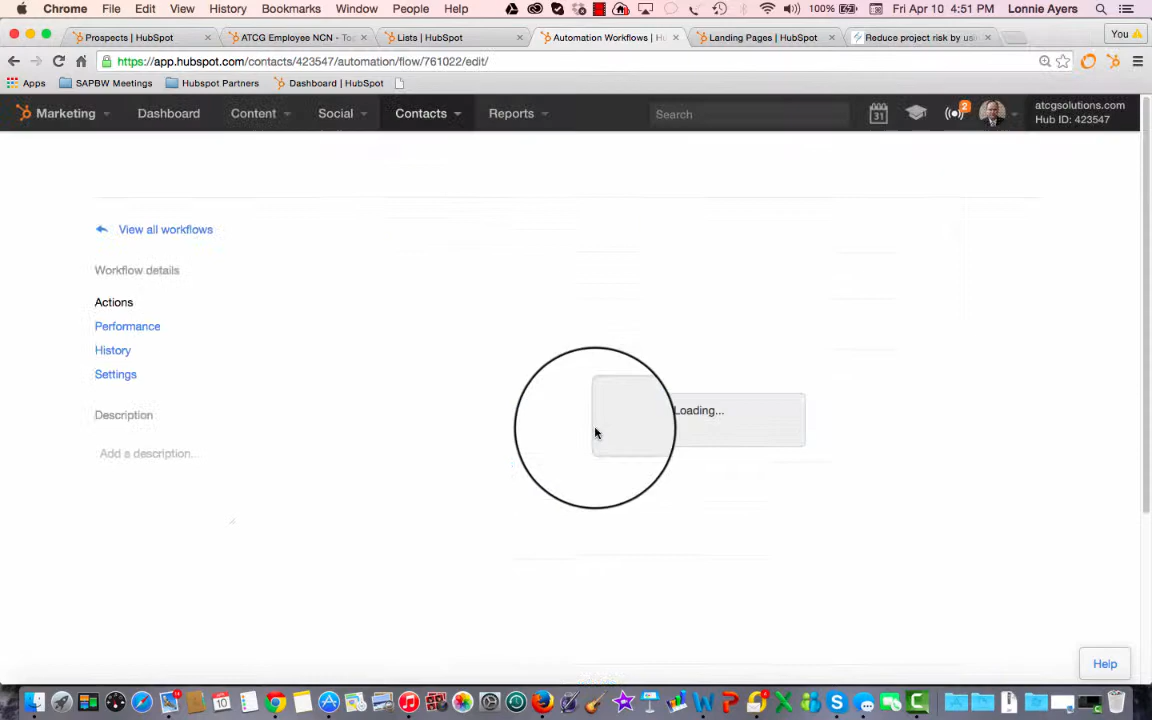 Chrome File Edit View History Bookmarks Window People Help 100% Fri Apr 10 4:51 PM Lonnie Ayers
Prospects | HubSpot ATCG Employee NCN - To Lists | HubSpot Automation Workflows | H Landing Pages | HubSpot Reduce project risk by usi You
https://app.hubspot.com/contacts/423547/automation/flow/761022/edit/
Apps SAPBW Meetings Hubspot Partners Dashboard | HubSpot
Marketing Dashboard Content Social Contacts Reports Search 31 2 atcgsolutions.com
Hub ID: 423547
View all workflows
Workflow details
Actions
Performance
History
Settings
Description
Add a description...
Loading...
Help